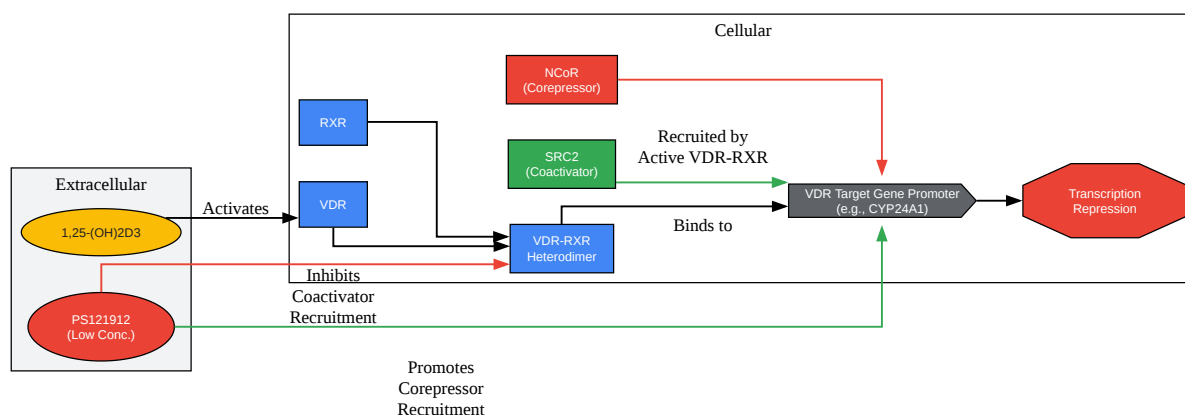 Cellular
NCoR
(Corepressor)
RXR
SRC2
(Coactivator)
Recruited by
Active VDR-RXR
Extracellular
1,25-(OH)2D3
Activates
VDR
VDR Target Gene Promoter
(e.g., CYP24A1)
Transcription
Repression
Binds to
VDR-RXR
Heterodimer
Inhibits
Coactivator
Recruitment
PS121912
(Low Conc.)
Promotes
Corepressor
Recruitment